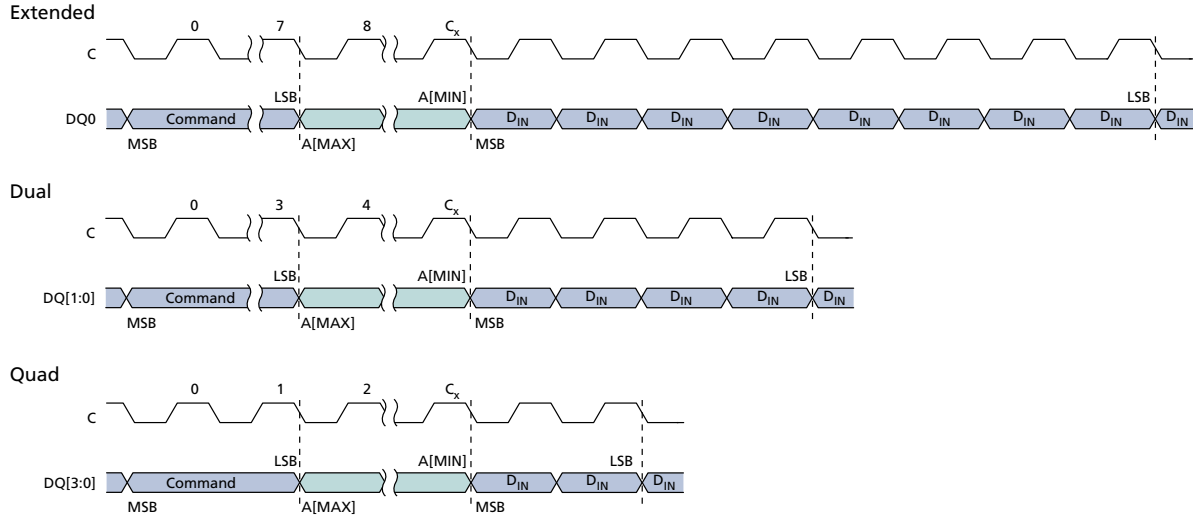 Extended
0 7 8 Cx
C
LSB A[MIN] LSB
DQ0 Command DIN DIN DIN DIN DIN DIN DIN DIN DIN
MSB A[MAX] MSB
Dual
0 3 4 Cx
C
LSB A[MIN] LSB
DQ[1:0] Command DIN DIN DIN DIN DIN
MSB A[MAX] MSB
Quad
0 1 2 Cx
C
LSB A[MIN] LSB
DQ[3:0] Command DIN DIN DIN
MSB A[MAX] MSB